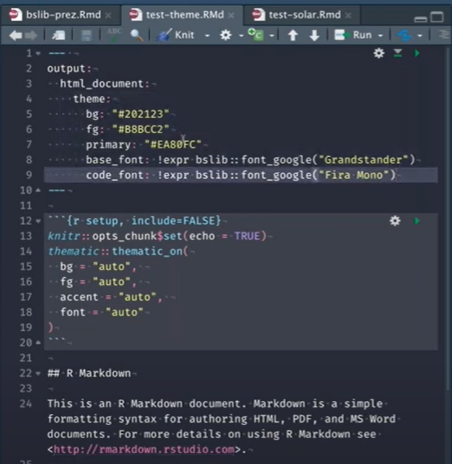 bslib-prez.Rmd × test-theme.RMd × test-solar.Rmd ×
ABC Knit Run
1 ---
2 output:
3 html_document:
4 theme:
5 bg: "#202123"
6 fg: "#B8BCC2"
7 primary: "#EA80FC"
8 base_font: !expr bslib::font_google("Grandstander")
9 code_font: !expr bslib::font_google("Fira Mono")
10 ---
11
12 ```{r setup, include=FALSE}
13 knitr::opts_chunk$set(echo = TRUE)
14 thematic::thematic_on(
15 bg = "auto",
16 fg = "auto",
17 accent = "auto",
18 font = "auto"
19 )
20 ```
21
22 ## R Markdown
23
24 This is an R Markdown document. Markdown is a simple
formatting syntax for authoring HTML, PDF, and MS Word
documents. For more details on using R Markdown see
<http://rmarkdown.rstudio.com>.
25